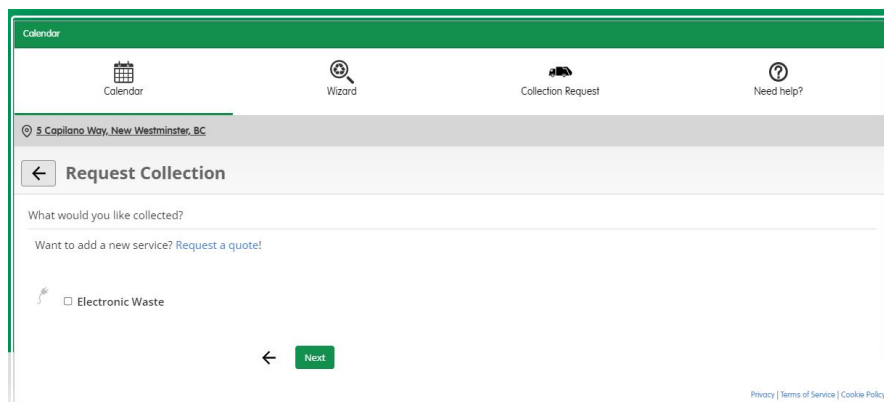 Calendar
Calendar
Wizard
Collection Request
Need help?
5 Capilano Way, New Westminster, BC
Request Collection
What would you like collected?
Want to add a new service? Request a quote!
Electronic Waste
Next
Privacy | Terms of Service | Cookie Policy